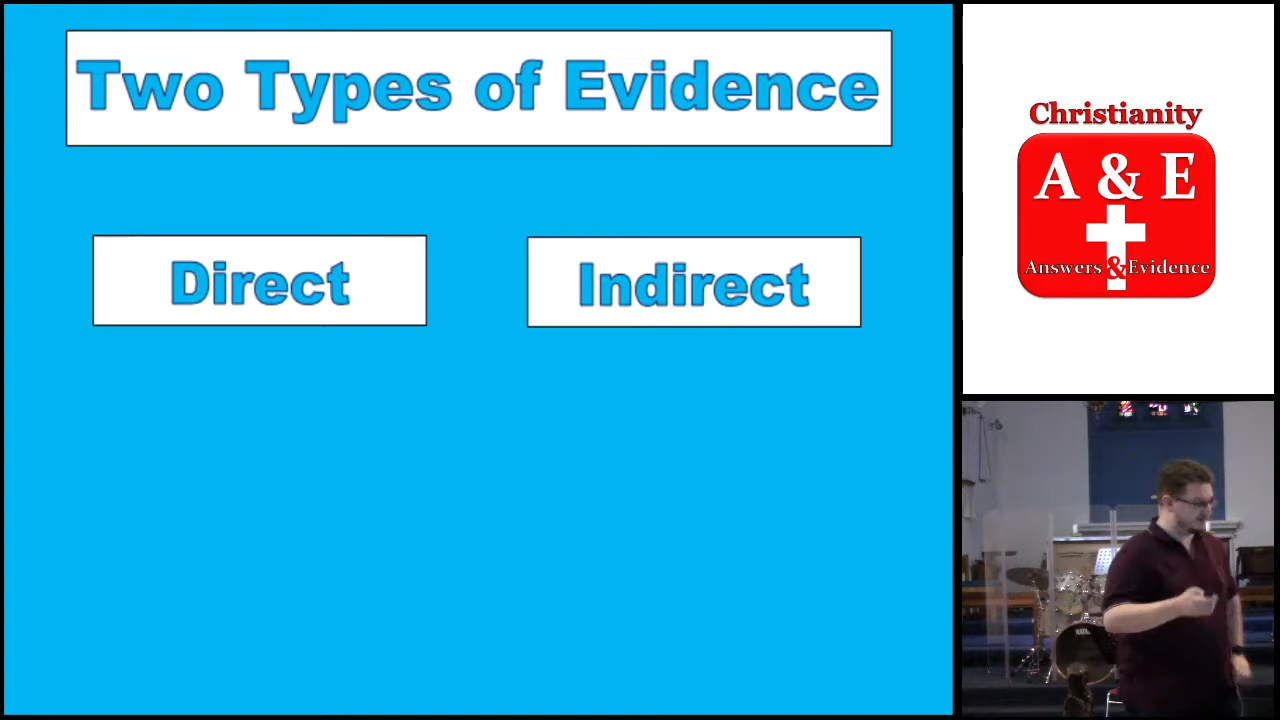 Two Types of Evidence
Direct
Indirect
Christianity
A & E
Answers & Evidence